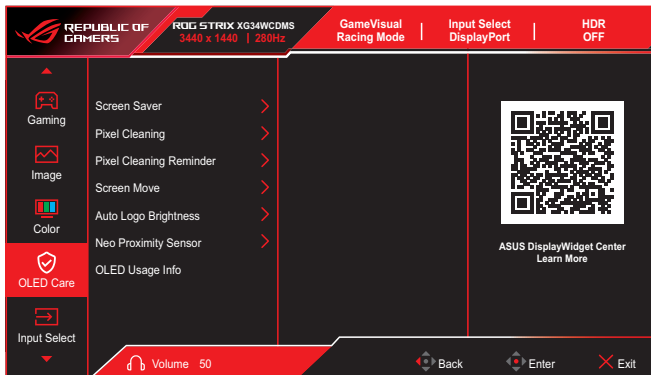 REPUBLIC OF
GAMERS
ROG STRIX XG34WCDMS
3440 x 1440 | 280Hz
GameVisual
Racing Mode
Input Select
DisplayPort
HDR
OFF
Gaming
Image
Color
OLED Care
Input Select
Screen Saver
Pixel Cleaning
Pixel Cleaning Reminder
Screen Move
Auto Logo Brightness
Neo Proximity Sensor
OLED Usage Info
ASUS DisplayWidget Center
Learn More
Volume 50
Back
Enter
Exit